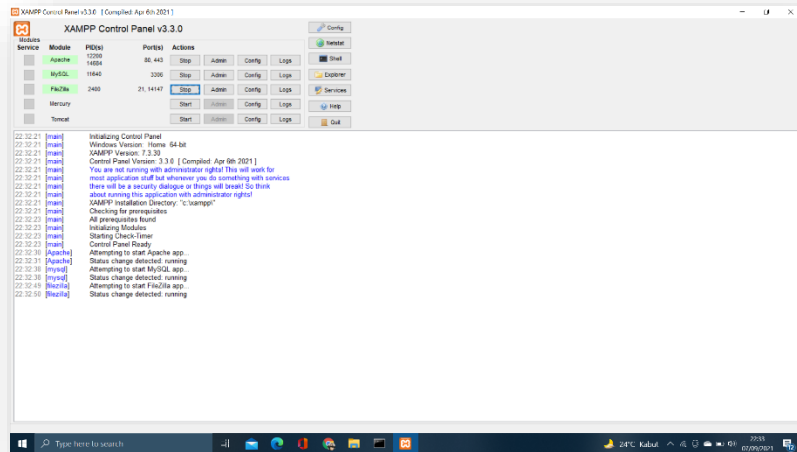 XAMPP Control Panel v3.3.0 [ Compiled: Apr 6th 2021 ]
XAMPP Control Panel v3.3.0
Modules
Service Module PID(s) Port(s) Actions
Apache 12200 14684 80, 443 Stop Admin Config Logs
MySQL 11640 3306 Stop Admin Config Logs
FileZilla 2400 21, 14147 Stop Admin Config Logs
Mercury Start Admin Config Logs
Tomcat Start Admin Config Logs
Config
Netstat
Shell
Explorer
Services
Help
Quit
22:32:21 [main] Initializing Control Panel
22:32:21 [main] Windows Version: Home 64-bit
22:32:21 [main] XAMPP Version: 7.3.30
22:32:21 [main] Control Panel Version: 3.3.0 [ Compiled: Apr 6th 2021 ]
22:32:21 [main] You are not running with administrator rights! This will work for
22:32:21 [main] most application stuff but whenever you do something with services
22:32:21 [main] there will be a security dialogue or things will break! So think
22:32:21 [main] about running this application with administrator rights!
22:32:21 [main] XAMPP Installation Directory: "c:\xampp\"
22:32:21 [main] Checking for prerequisites
22:32:23 [main] All prerequisites found
22:32:23 [main] Initializing Modules
22:32:23 [main] Starting Check-Timer
22:32:23 [main] Control Panel Ready
22:32:30 [Apache] Attempting to start Apache app...
22:32:31 [Apache] Status change detected: running
22:32:38 [mysql] Attempting to start MySQL app...
22:32:38 [mysql] Status change detected: running
22:32:49 [filezilla] Attempting to start FileZilla app...
22:32:50 [filezilla] Status change detected: running
Type here to search
24°C Kabut
22:33
07/09/2021